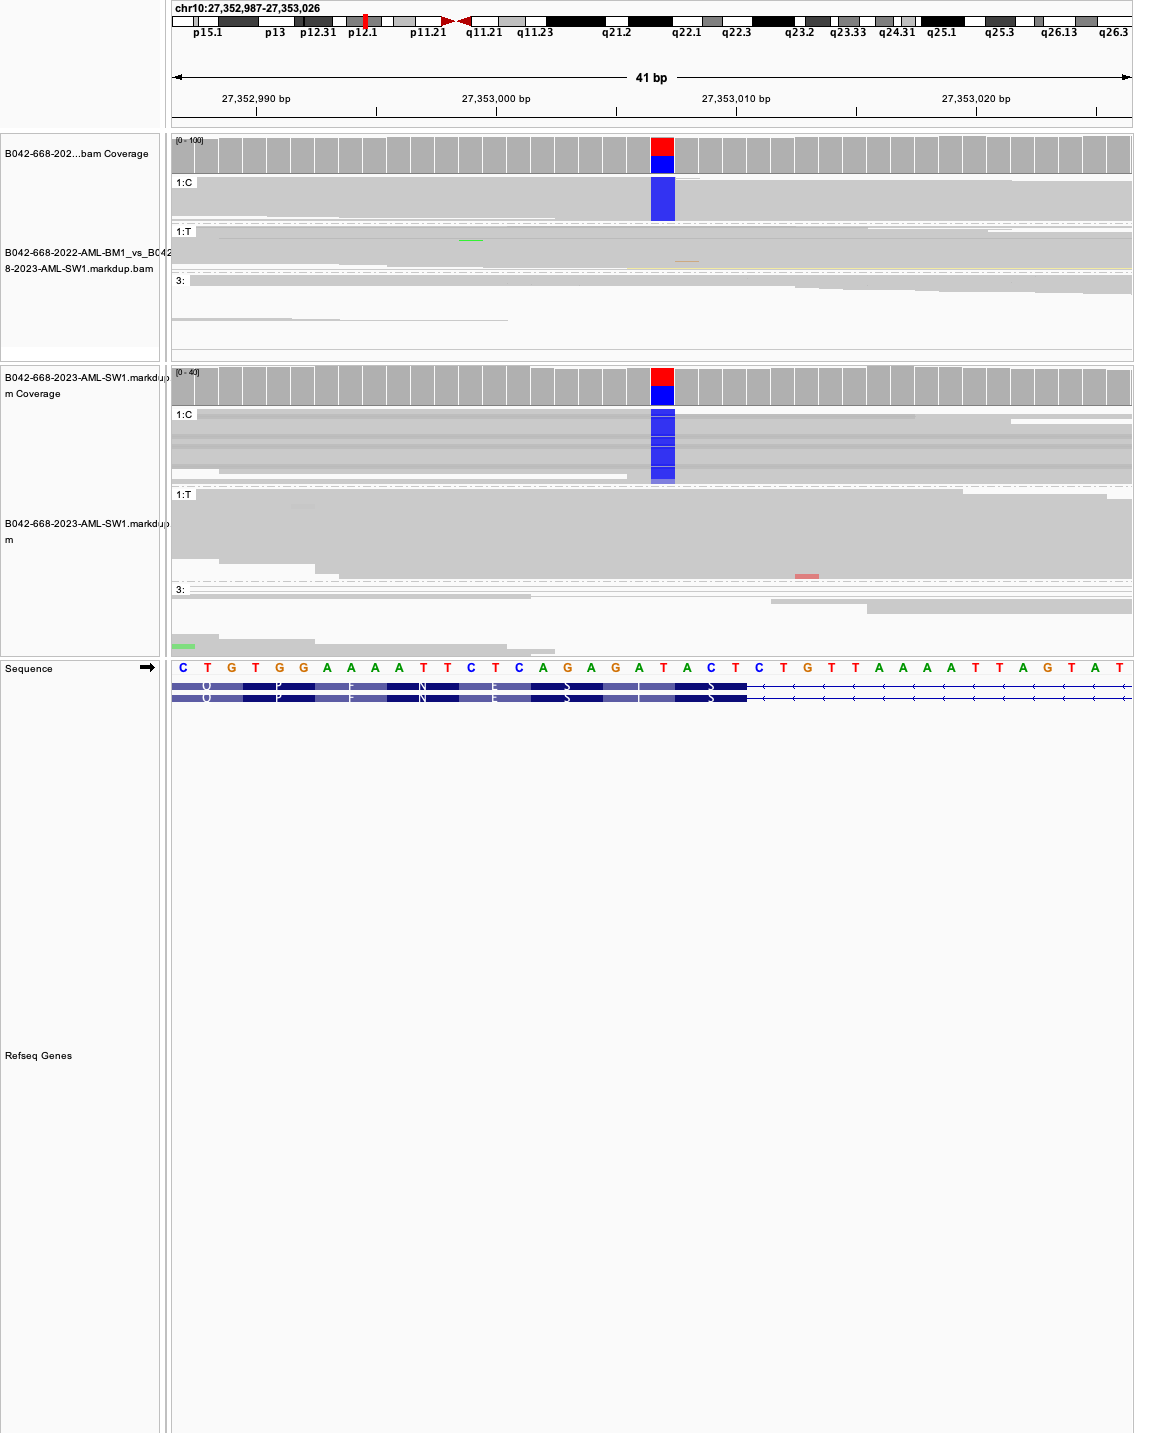 chr10:27,352,987-27,353,026
p15.1 p13 p12.31 p12.1 p11.21 q11.21 q11.23 q21.2 q22.1 q22.3 q23.2 q23.33 q24.31 q25.1 q25.3 q26.13 q26.3
41 bp
27,352,990 bp 27,353,000 bp 27,353,010 bp 27,353,020 bp
[0 - 100]
B042-668-202...bam Coverage
1:C
1:T
B042-668-2022-AML-BM1_vs_B042
8-2023-AML-SW1.markdup.bam
3:
[0 - 40]
B042-668-2023-AML-SW1.markdup
m Coverage
1:C
1:T
B042-668-2023-AML-SW1.markdup
m
3:
Sequence C T G T G G A A A A T T C T C A G A G A T A C T C T G T T A A A A T T A G T A T
Q P F N E S I S
Q P F N E S I S
Refseq Genes